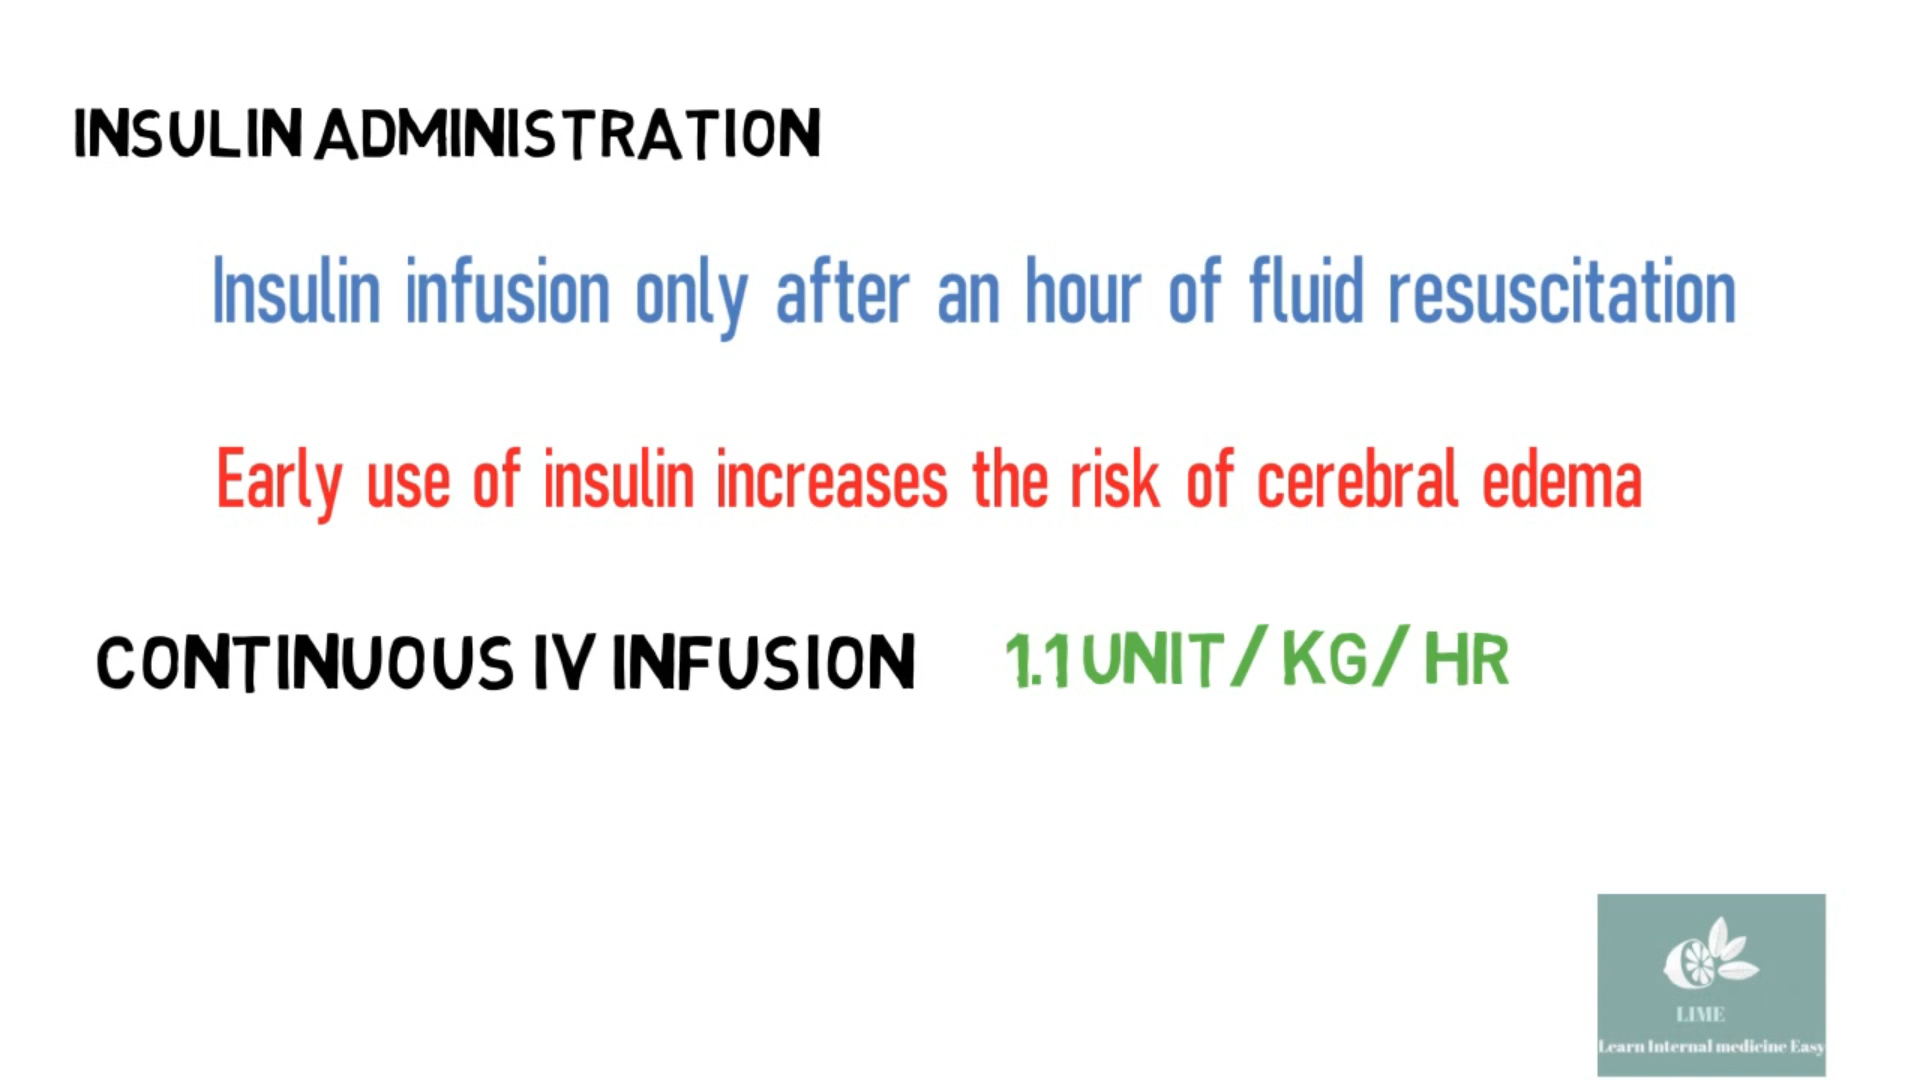 INSULIN ADMINISTRATION
Insulin infusion only after an hour of fluid resuscitation
Early use of insulin increases the risk of cerebral edema
CONTINUOUS IV INFUSION 1.1 UNIT/KG/HR
LIME
Learn Internal medicine Easy